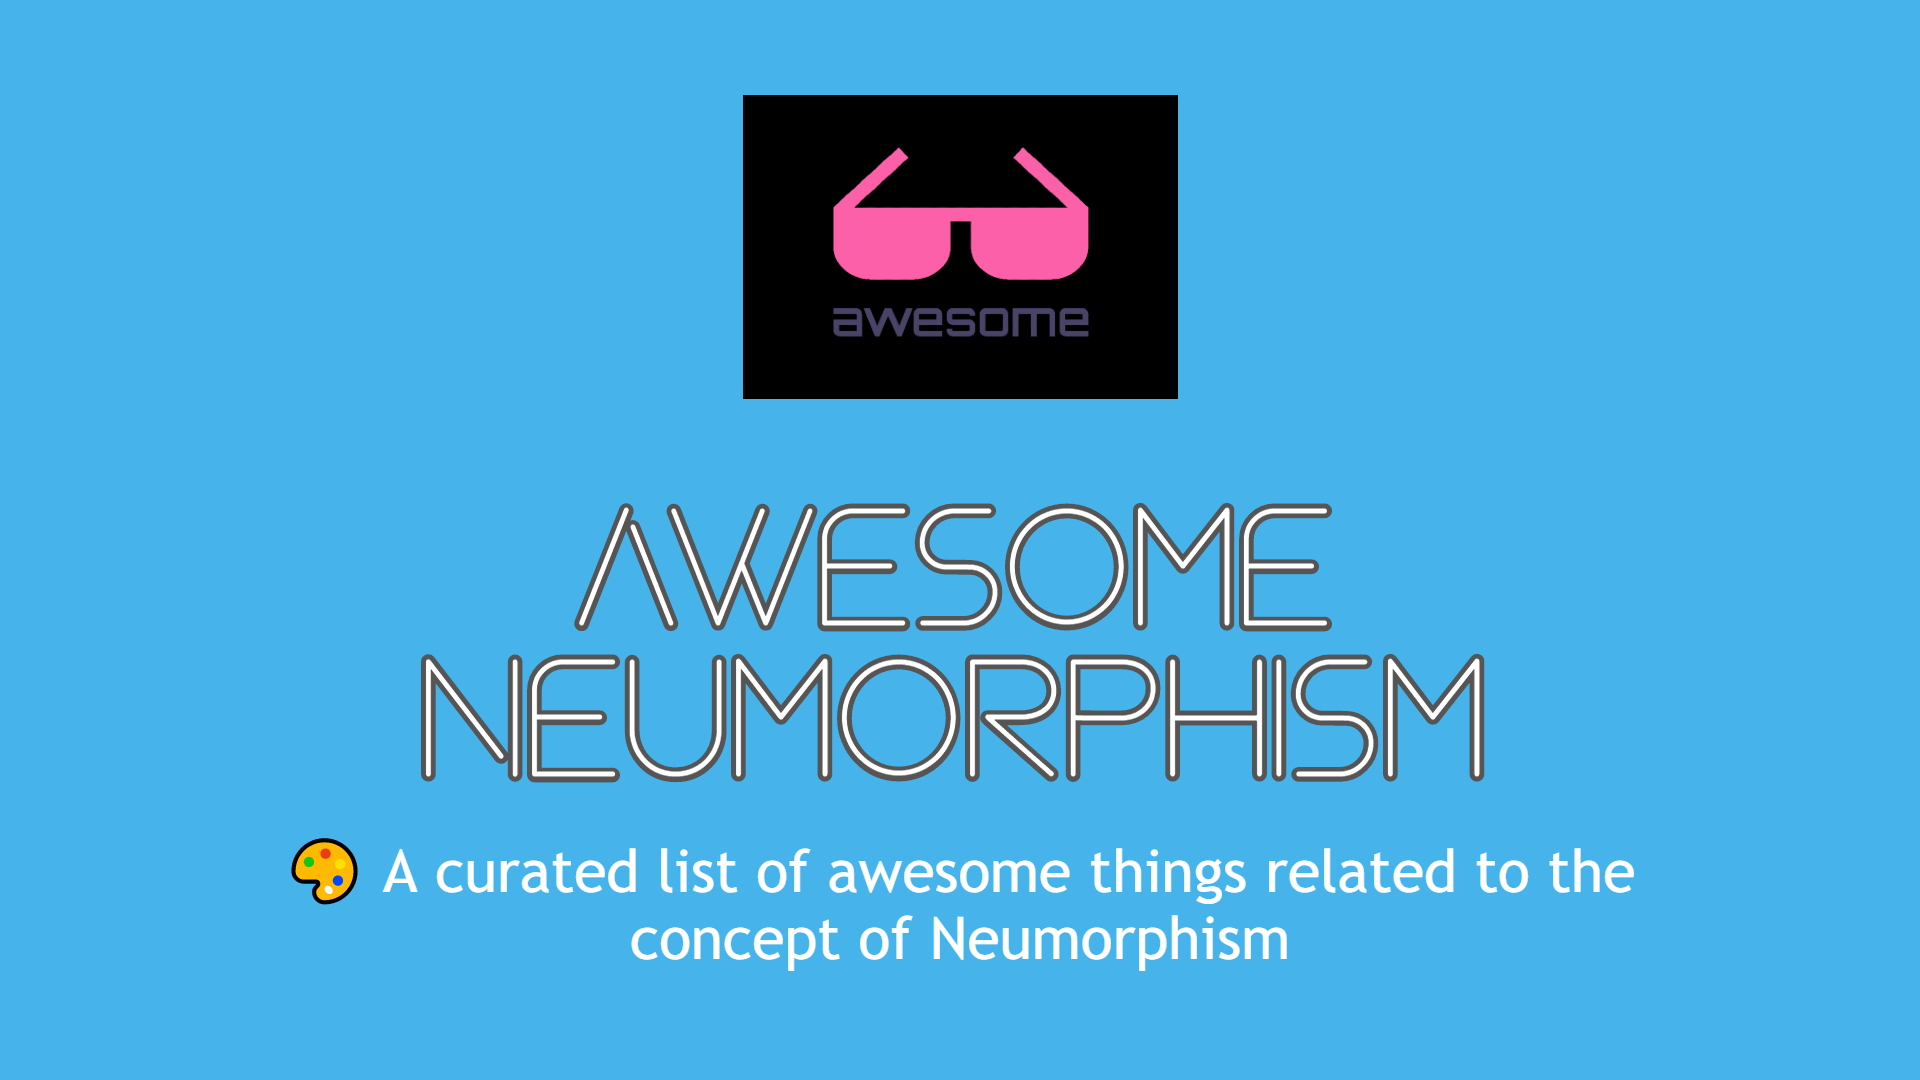 awesome
AWESOME
NEUMORPHISM
🎨 A curated list of awesome things related to the
concept of Neumorphism